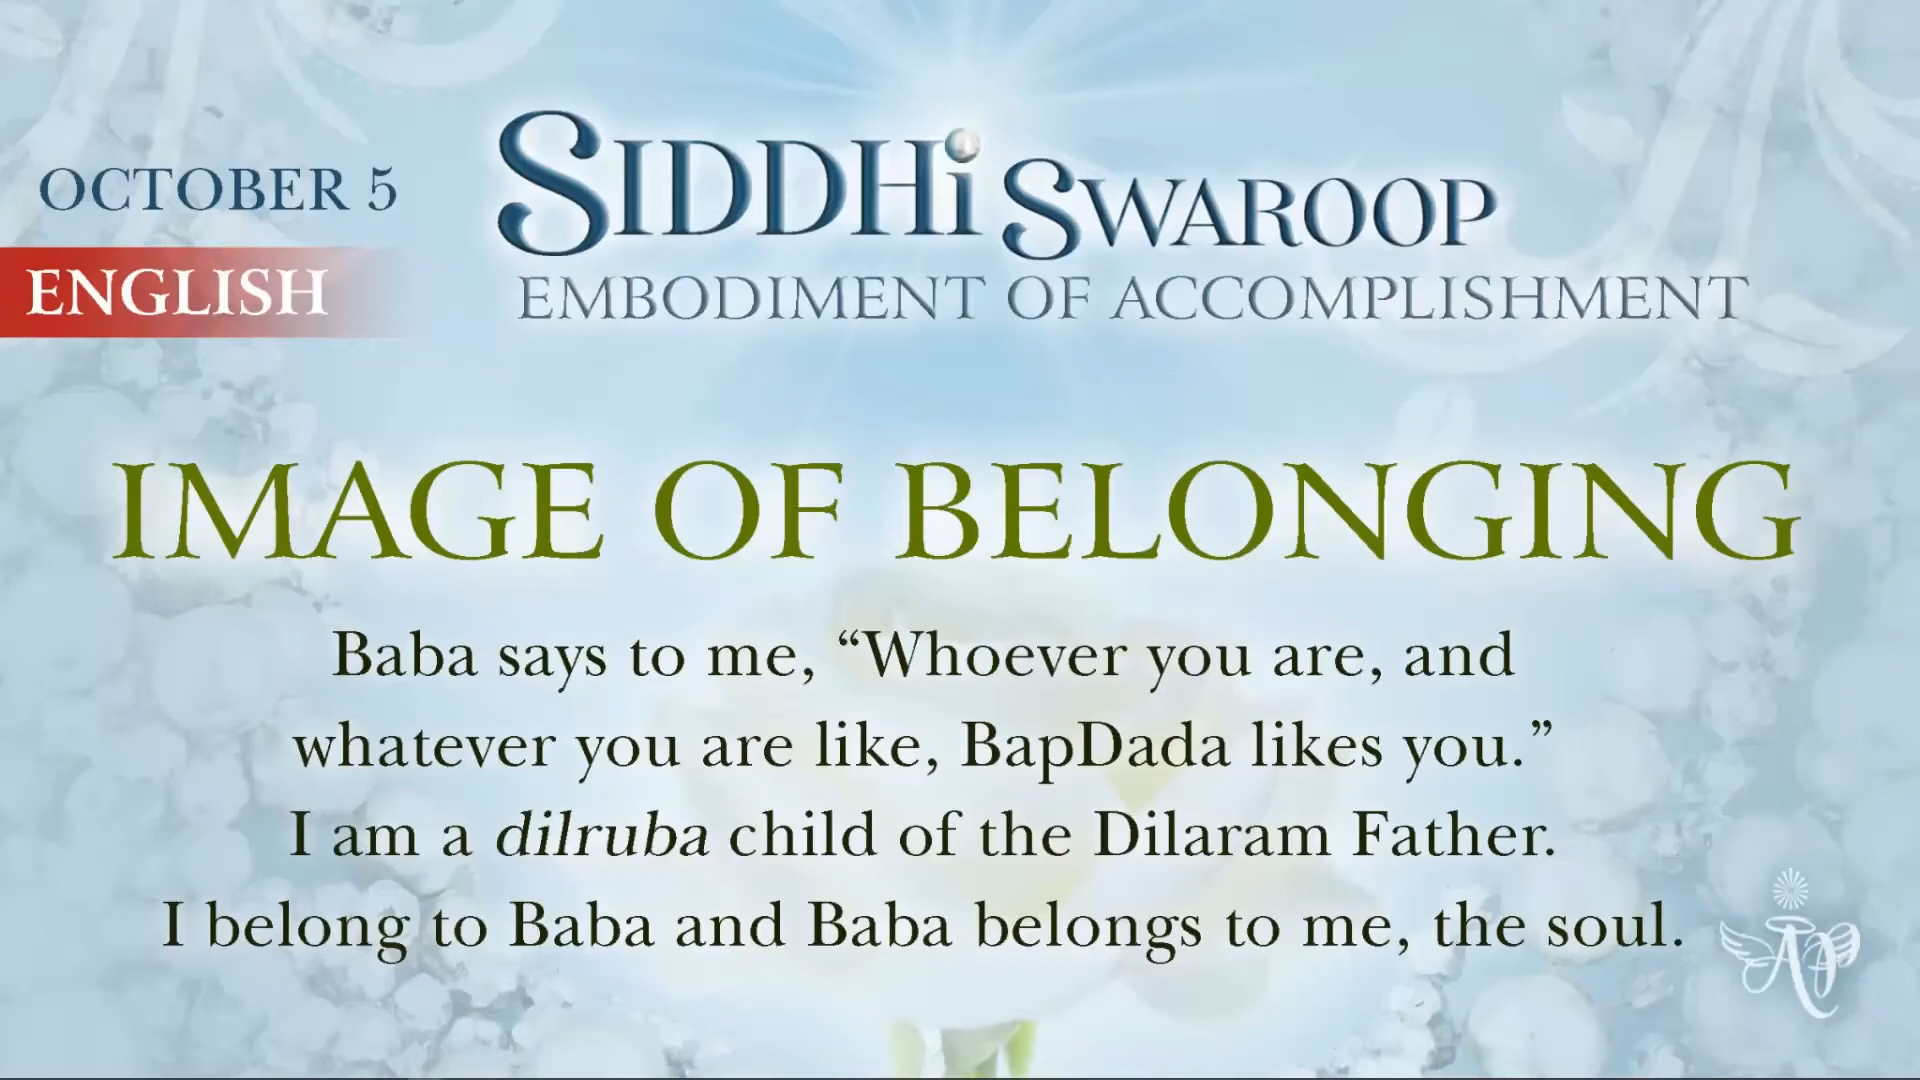 OCTOBER 5
ENGLISH
SIDDHi SWAROOP
EMBODIMENT OF ACCOMPLISHMENT
IMAGE OF BELONGING
Baba says to me, “Whoever you are, and
whatever you are like, BapDada likes you.”
I am a dilruba child of the Dilaram Father.
I belong to Baba and Baba belongs to me, the soul.
AP